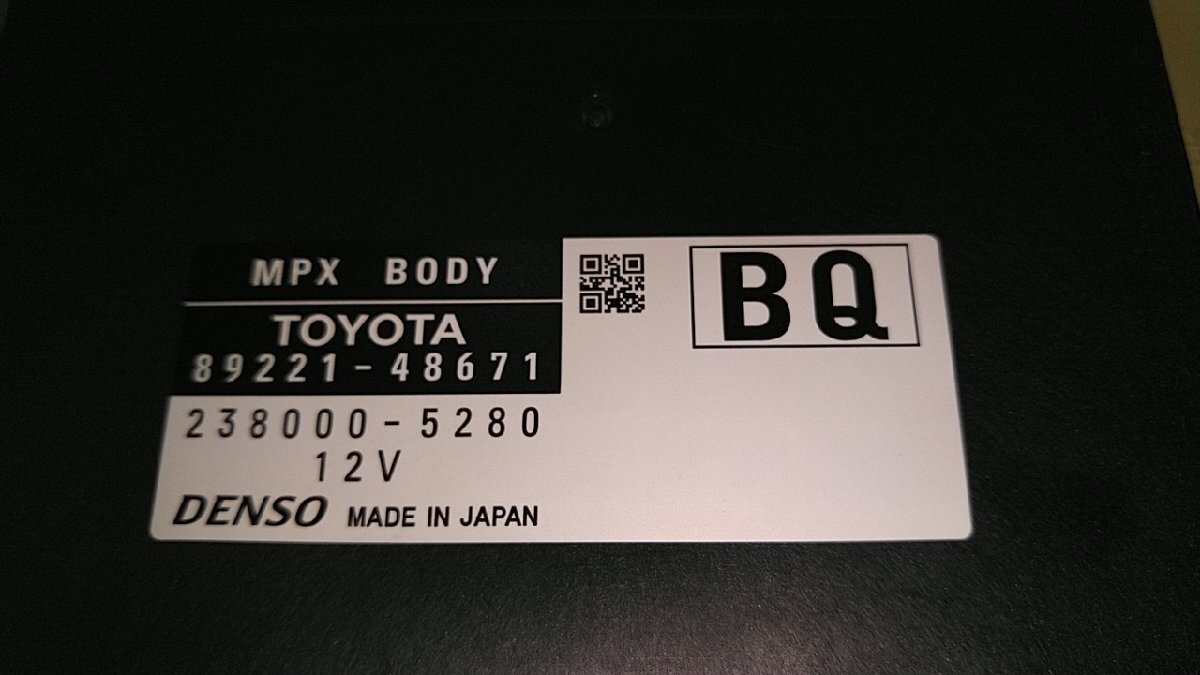 MPX BODY
TOYOTA
89221-48671
238000-5280
12V
DENSO MADE IN JAPAN
BQ